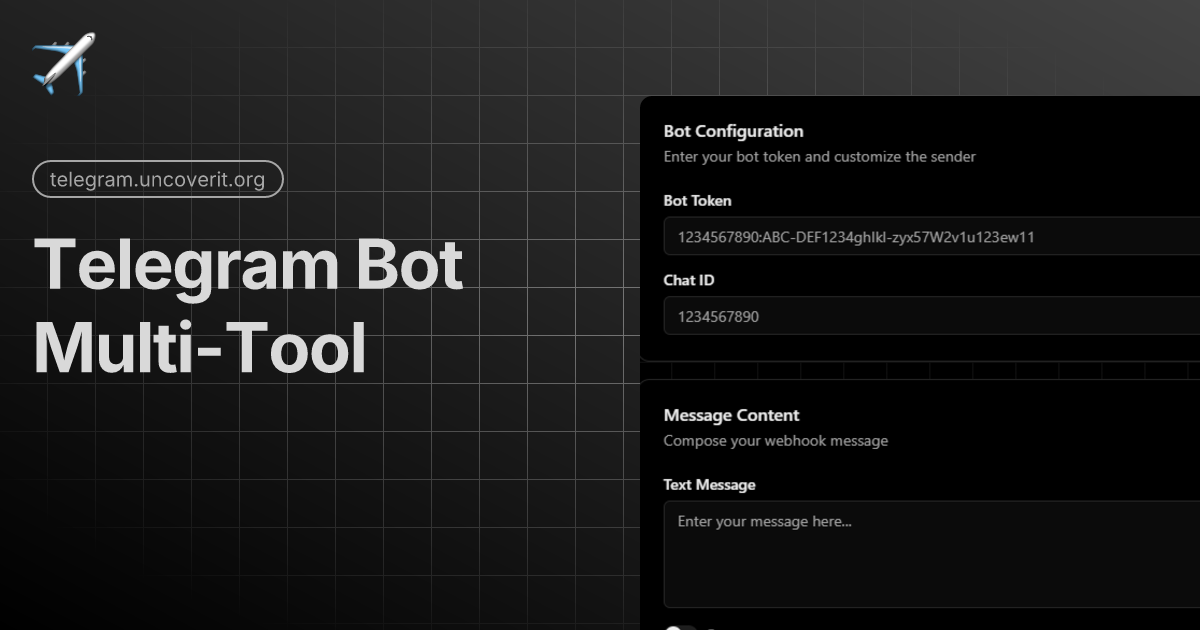 telegram.uncoverit.org
Telegram Bot
Multi-Tool
Bot Configuration
Enter your bot token and customize the sender
Bot Token
1234567890:ABC-DEF1234ghIkl-zyx57W2v1u123ew11
Chat ID
1234567890
Message Content
Compose your webhook message
Text Message
Enter your message here...